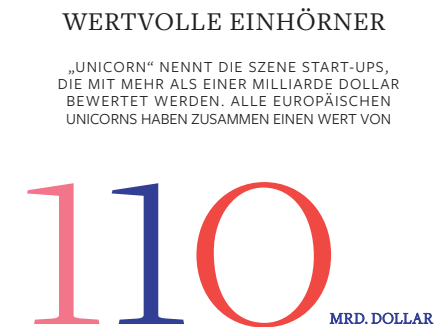 WERTVOLLE EINHÖRNER
„UNICORN“ NENNT DIE SZENE START-UPS,
DIE MIT MEHR ALS EINER MILLIARDE DOLLAR
BEWERTET WERDEN. ALLE EUROPÄISCHEN
UNICORNS HABEN ZUSAMMEN EINEN WERT VON
110 MRD. DOLLAR